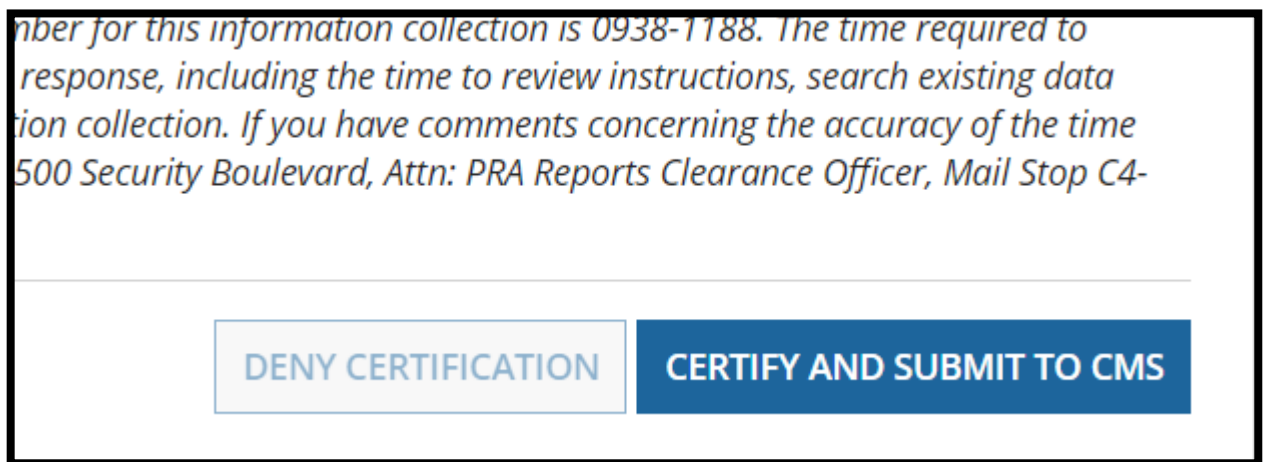 nber for this information collection is 0938-1188. The time required to
response, including the time to review instructions, search existing data
tion collection. If you have comments concerning the accuracy of the time
500 Security Boulevard, Attn: PRA Reports Clearance Officer, Mail Stop C4-
DENY CERTIFICATION CERTIFY AND SUBMIT TO CMS